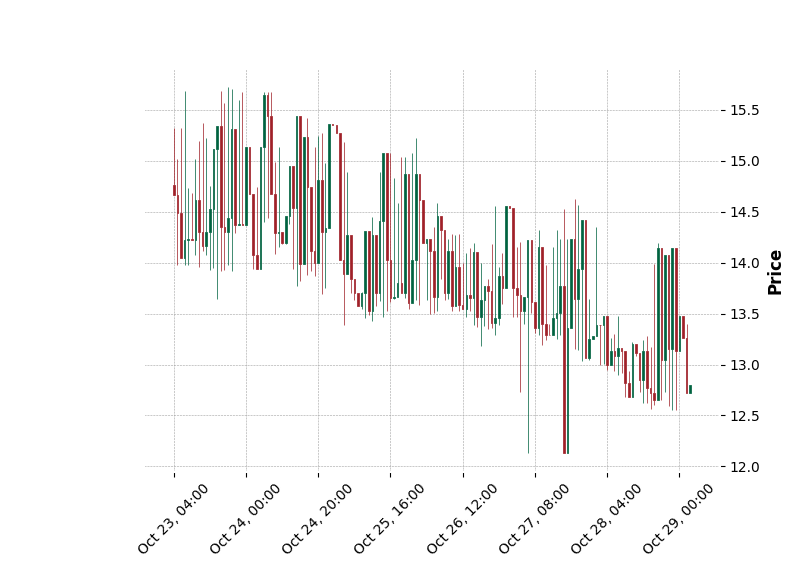 15.5
15.0
14.5
14.0
13.5
13.0
12.5
12.0
Price
Oct 23, 04:00
Oct 24, 00:00
Oct 24, 20:00
Oct 25, 16:00
Oct 26, 12:00
Oct 27, 08:00
Oct 28, 04:00
Oct 29, 00:00